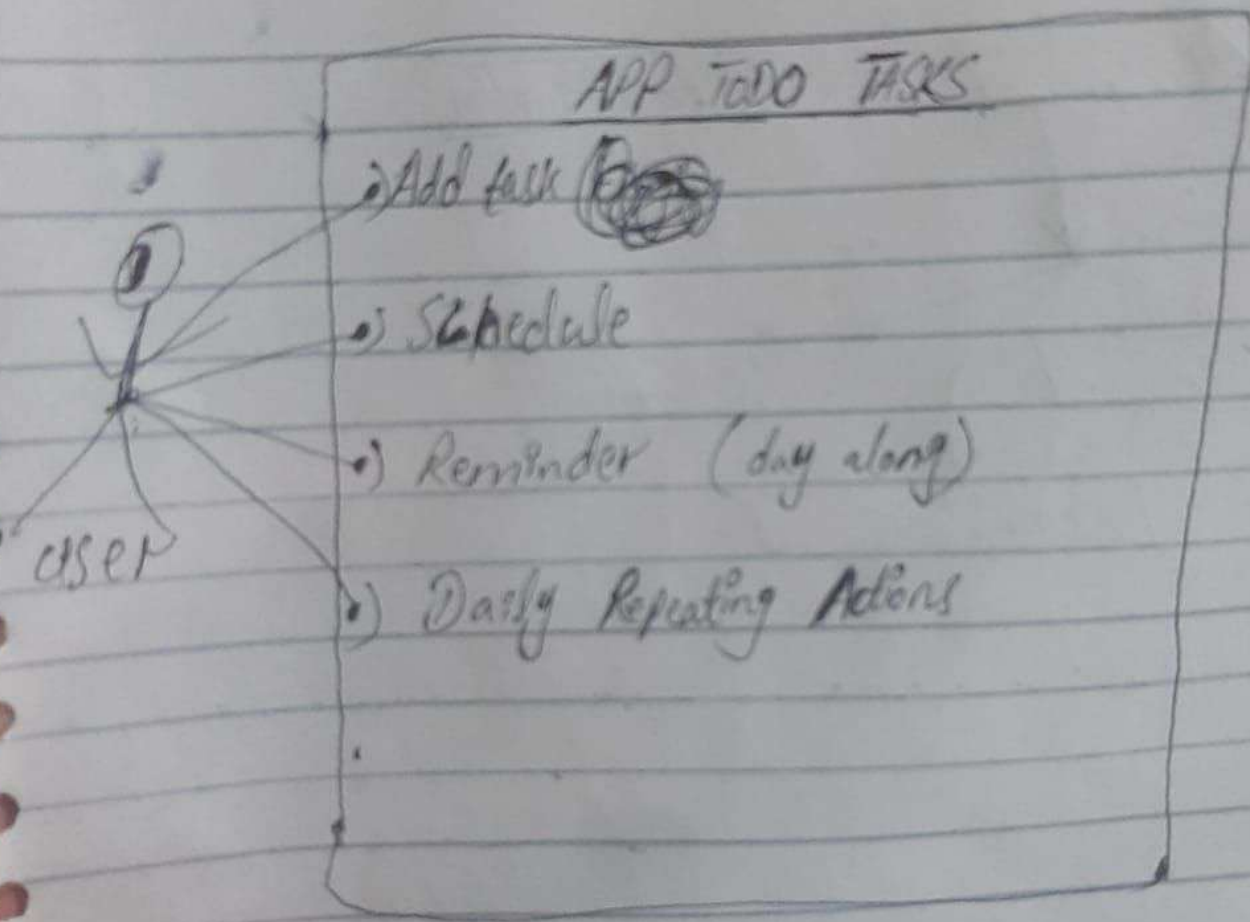 APP TODO TASKS
Add task
Schedule
Reminder (day along)
Daily Repeating Actions
user